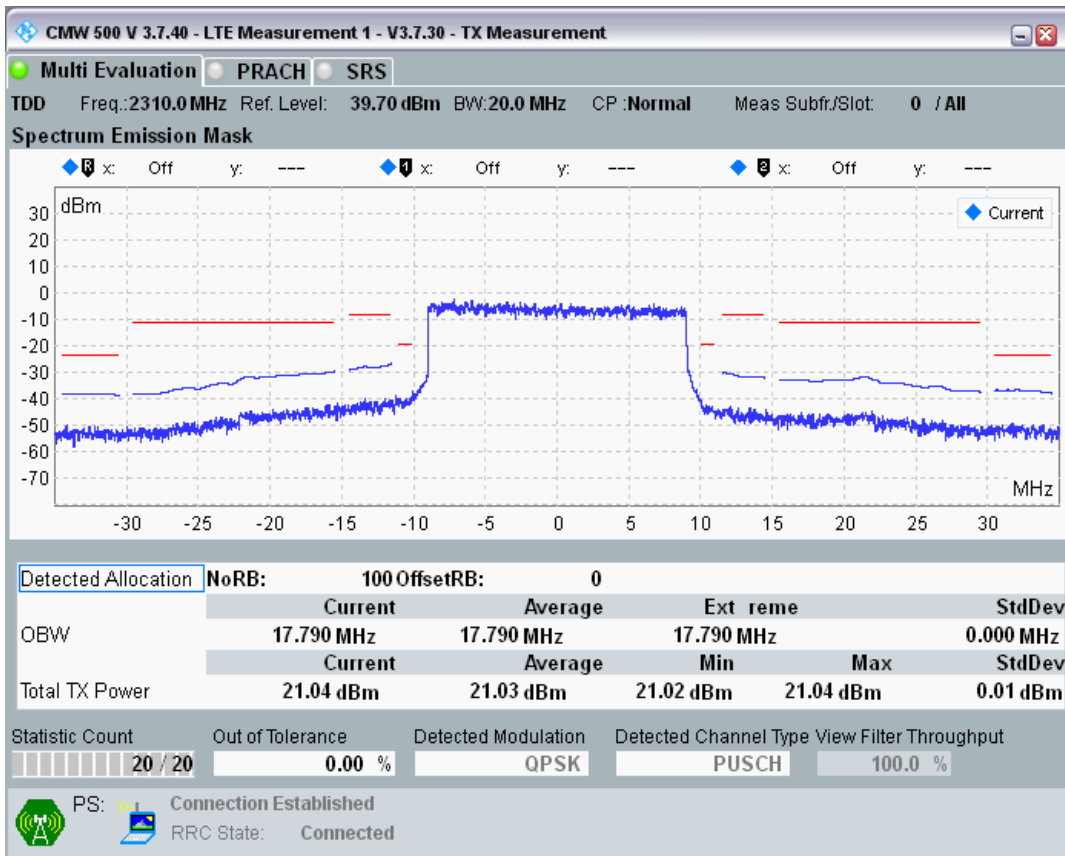 CMW 500 V 3.7.40 - LTE Measurement 1 - V3.7.30 - TX Measurement
Multi Evaluation PRACH SRS
TDD Freq.:2310.0 MHz Ref. Level: 39.70 dBm BW:20.0 MHz CP :Normal Meas Subfr./Slot: 0 / All
Spectrum Emission Mask
R x: Off y: --- 1 x: Off y: --- 2 x: Off y: ---
dBm
Current
30
20
10
0
-10
-20
-30
-40
-50
-60
-70
MHz
-30 -25 -20 -15 -10 -5 0 5 10 15 20 25 30
Detected Allocation NoRB: 100 OffsetRB: 0
Current Average Ext reme StdDev
OBW 17.790 MHz 17.790 MHz 17.790 MHz 0.000 MHz
Current Average Min Max StdDev
Total TX Power 21.04 dBm 21.03 dBm 21.02 dBm 21.04 dBm 0.01 dBm
Statistic Count Out of Tolerance Detected Modulation Detected Channel Type View Filter Throughput
20 / 20 0.00 % QPSK PUSCH 100.0 %
PS: Connection Established
RRC State: Connected